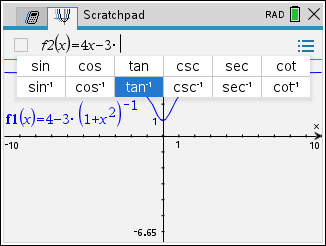 Scratchpad RAD
f2(x)=4x-3·
sin cos tan csc sec cot
sin⁻¹ cos⁻¹ tan⁻¹ csc⁻¹ sec⁻¹ cot⁻¹
f1(x)=4-3·(1+x²)⁻¹
1
x
-10 1 10
-6.65